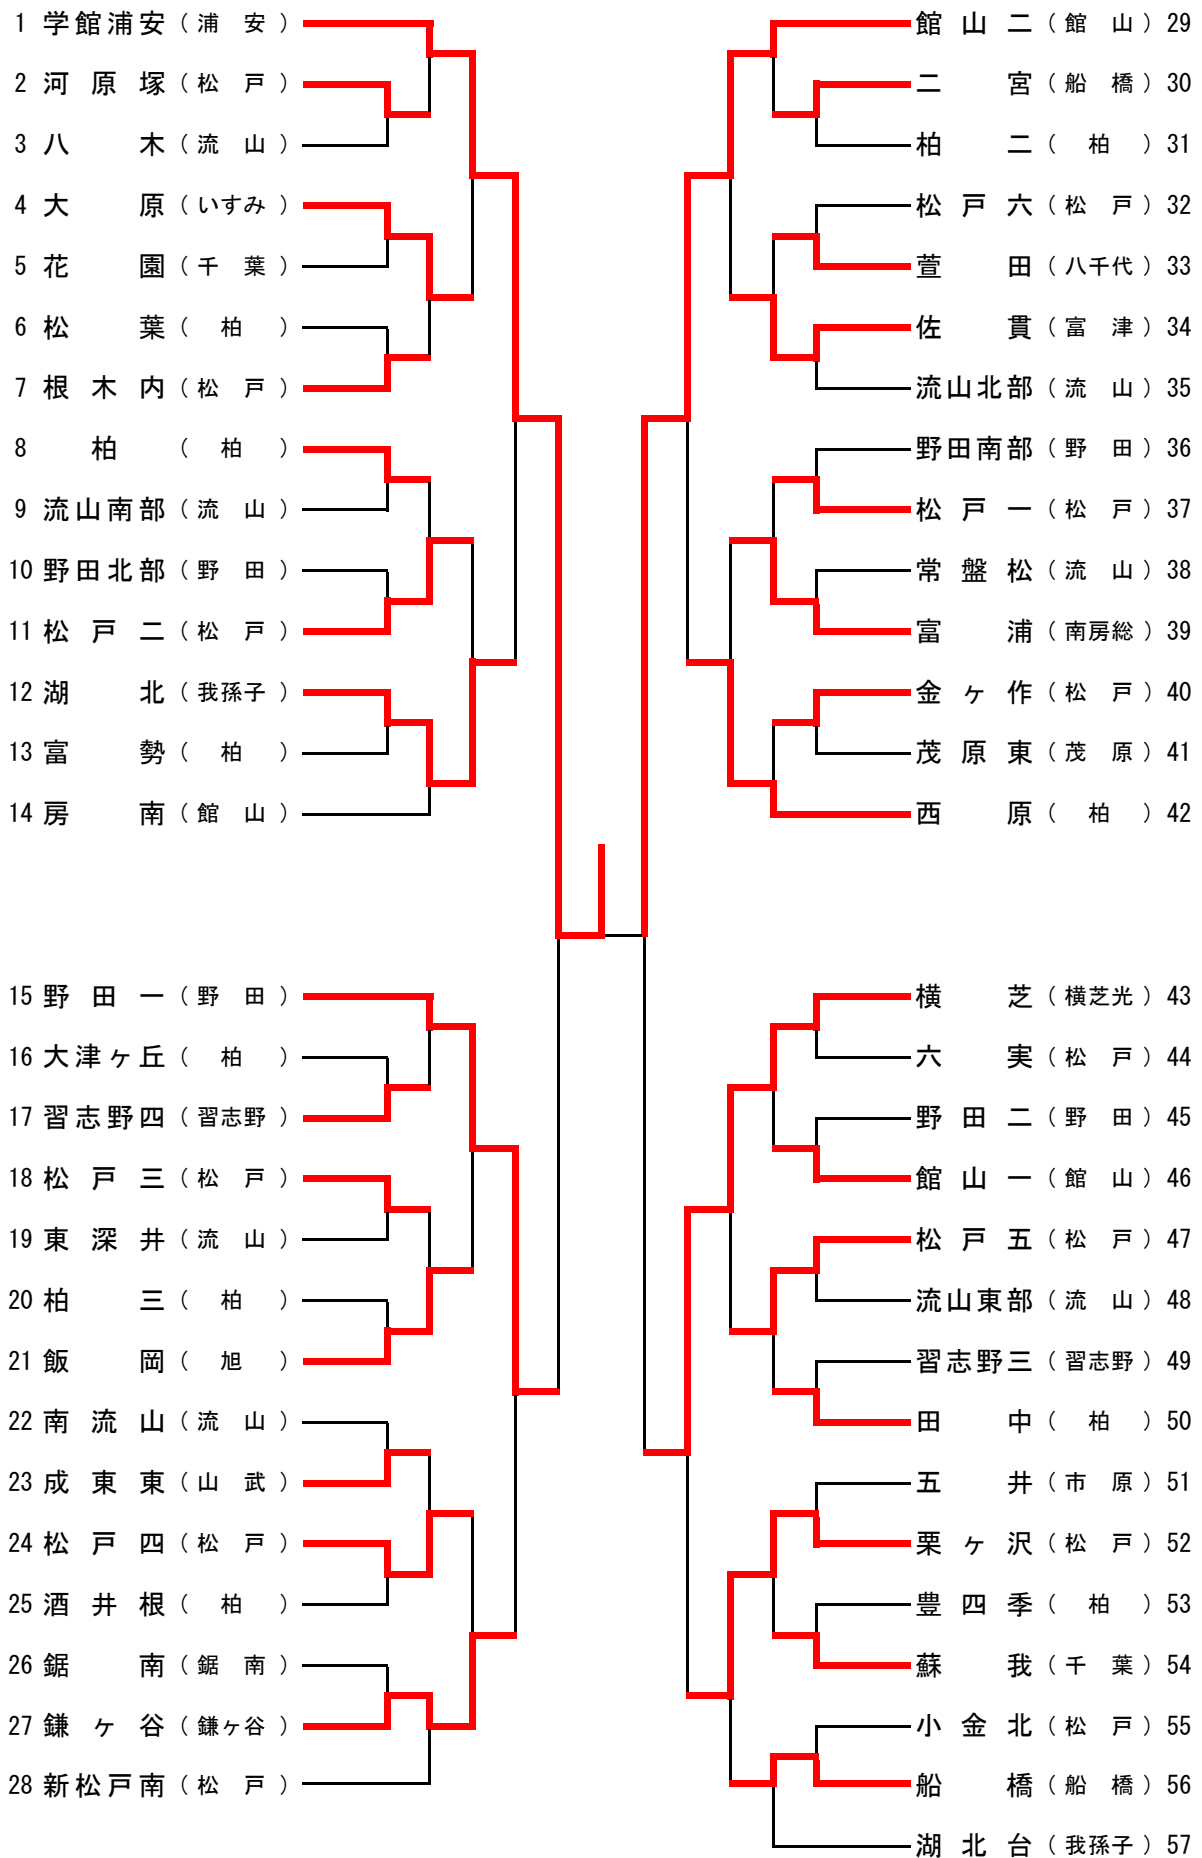 1 学館浦安（浦 安）
2 河原塚（松 戸）
3 八 木（流 山）
4 大 原（いすみ）
5 花 園（千 葉）
6 松 葉（ 柏 ）
7 根木内（松 戸）
8 柏（ 柏 ）
9 流山南部（流 山）
10 野田北部（野 田）
11 松戸二（松 戸）
12 湖 北（我孫子）
13 富 勢（ 柏 ）
14 房 南（館 山）
15 野田一（野 田）
16 大津ヶ丘（ 柏 ）
17 習志野四（習志野）
18 松戸三（松 戸）
19 東深井（流 山）
20 柏 三（ 柏 ）
21 飯 岡（ 旭 ）
22 南流山（流 山）
23 成東東（山 武）
24 松戸四（松 戸）
25 酒井根（ 柏 ）
26 鋸 南（鋸 南）
27 鎌ヶ谷（鎌ヶ谷）
28 新松戸南（松 戸）
館山二（館 山）29
二 宮（船 橋）30
柏 二（ 柏 ）31
松戸六（松 戸）32
萱 田（八千代）33
佐 貫（富 津）34
流山北部（流 山）35
野田南部（野 田）36
松戸一（松 戸）37
常盤松（流 山）38
富 浦（南房総）39
金ヶ作（松 戸）40
茂原東（茂 原）41
西 原（ 柏 ）42
横 芝（横芝光）43
六 実（松 戸）44
野田二（野 田）45
館山一（館 山）46
松戸五（松 戸）47
流山東部（流 山）48
習志野三（習志野）49
田 中（ 柏 ）50
五 井（市 原）51
栗ヶ沢（松 戸）52
豊四季（ 柏 ）53
蘇 我（千 葉）54
小金北（松 戸）55
船 橋（船 橋）56
湖北台（我孫子）57